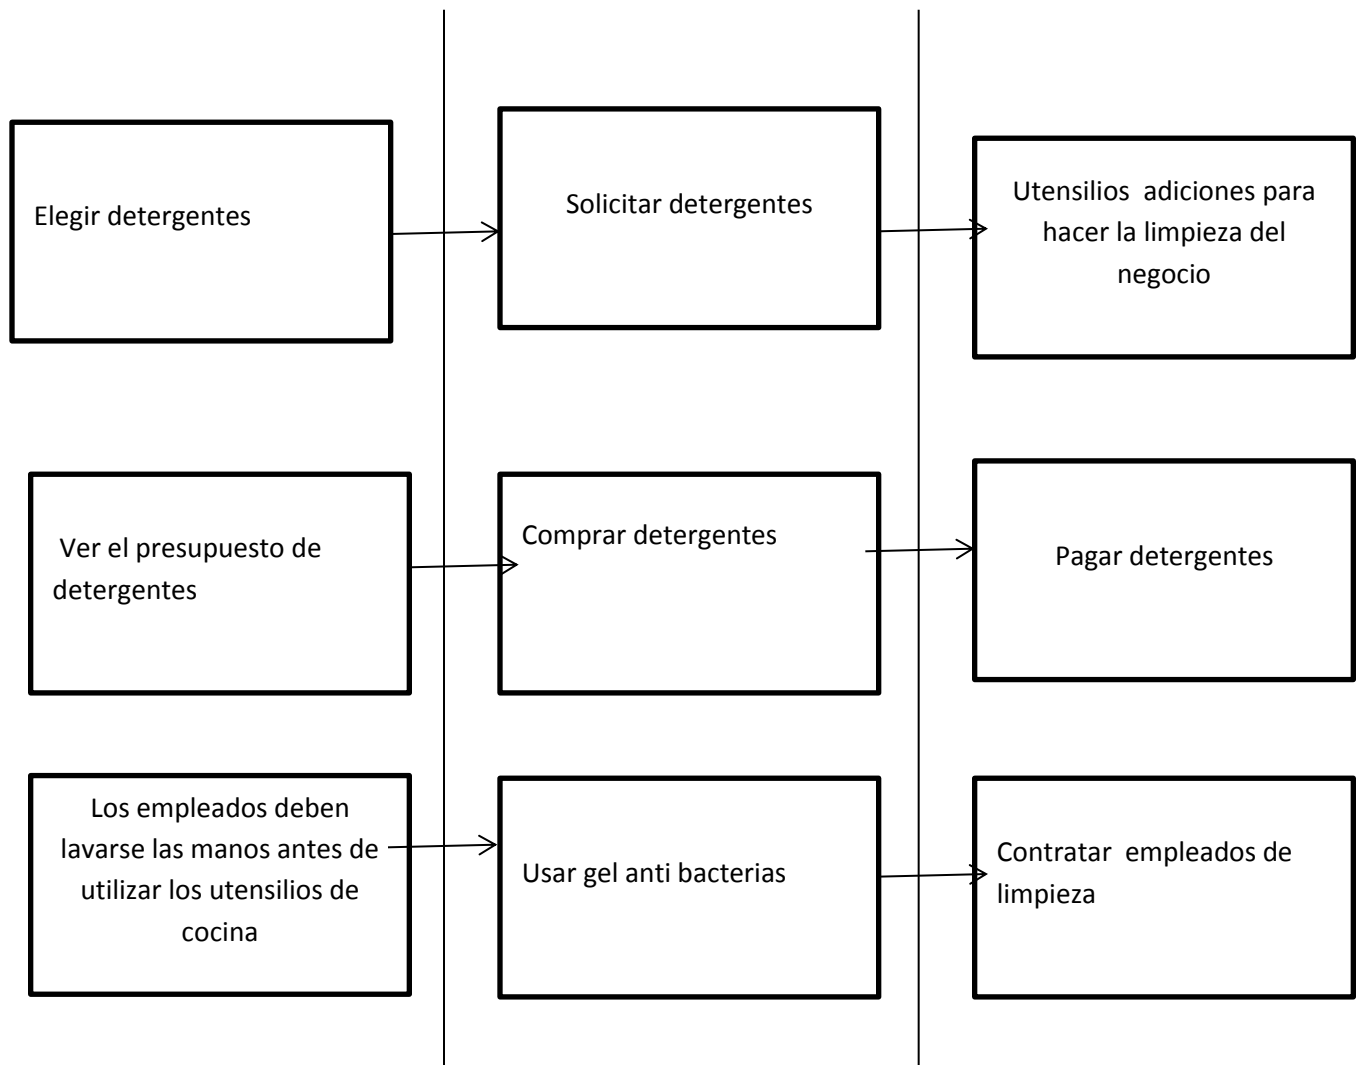 Elegir detergentes
Solicitar detergentes
Utensilios  adiciones para
hacer la limpieza del
negocio
Ver el presupuesto de
detergentes
Comprar detergentes
Pagar detergentes
Los empleados deben
lavarse las manos antes de
utilizar los utensilios de
cocina
Usar gel anti bacterias
Contratar  empleados de
limpieza